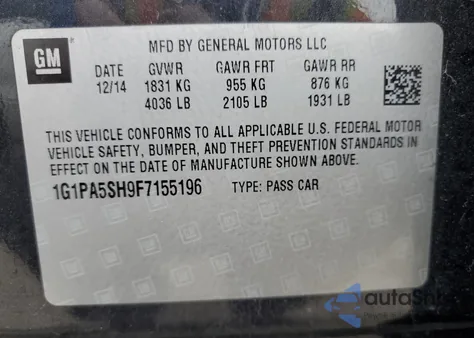 GM
MFD BY GENERAL MOTORS LLC
DATE GVWR GAWR FRT GAWR RR
12/14 1831 KG 955 KG 876 KG
4036 LB 2105 LB 1931 LB
THIS VEHICLE CONFORMS TO ALL APPLICABLE U.S. FEDERAL MOTOR
VEHICLE SAFETY, BUMPER, AND THEFT PREVENTION STANDARDS IN
EFFECT ON THE DATE OF MANUFACTURE SHOWN ABOVE.
1G1PA5SH9F7155196 TYPE: PASS CAR